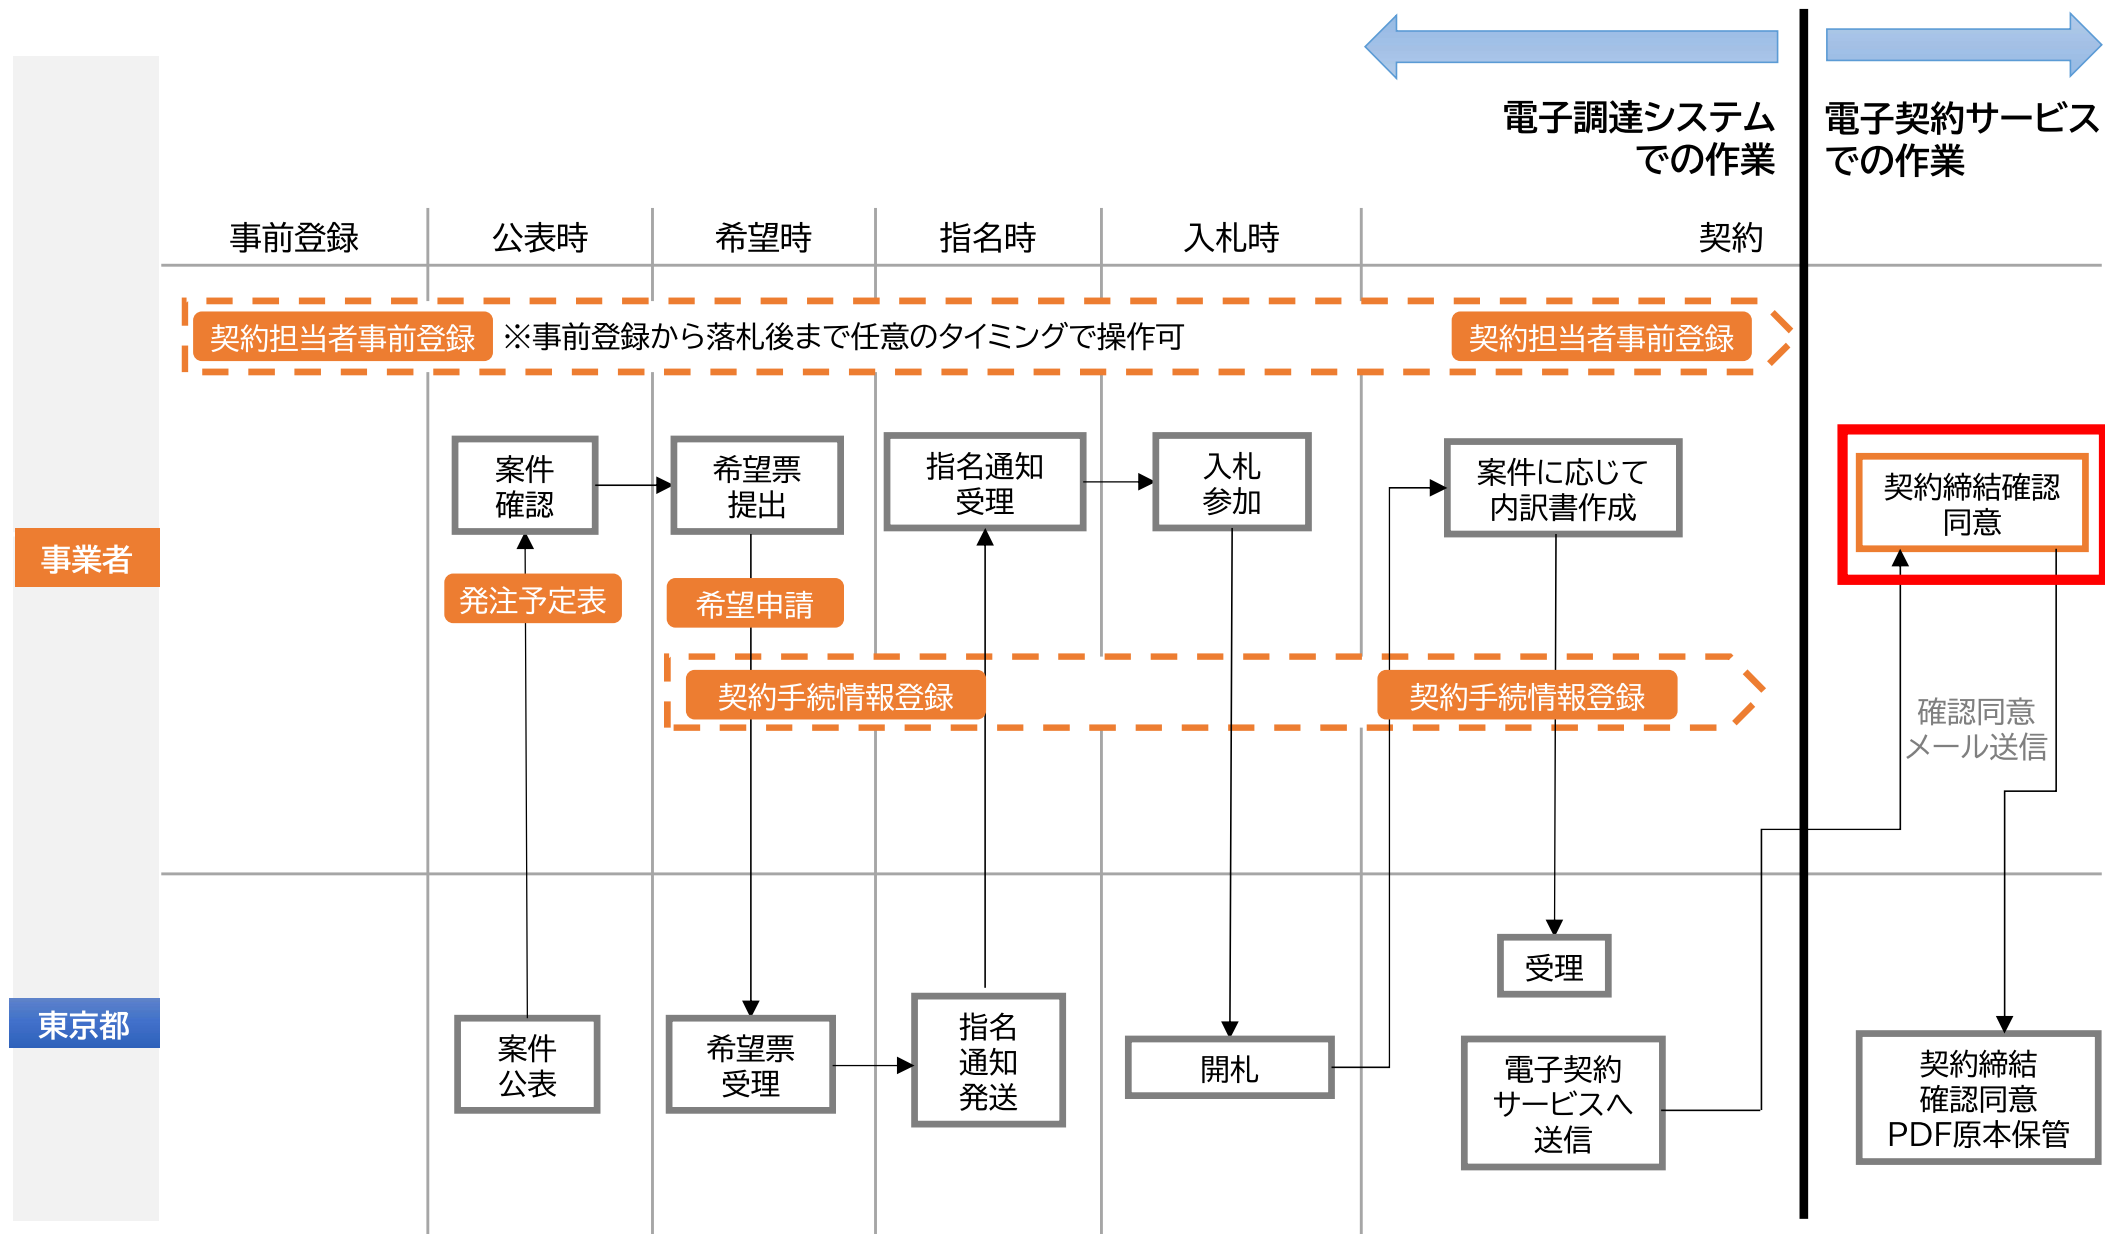 電子調達システム
での作業
電子契約サービス
での作業
事前登録
公表時
希望時
指名時
入札時
契約
契約担当者事前登録
※事前登録から落札後まで任意のタイミングで操作可
契約担当者事前登録
事業者
案件
確認
希望票
提出
指名通知
受理
入札
参加
案件に応じて
内訳書作成
契約締結確認
同意
発注予定表
希望申請
契約手続情報登録
契約手続情報登録
確認同意
メール送信
東京都
案件
公表
希望票
受理
指名
通知
発送
開札
受理
電子契約
サービスへ
送信
契約締結
確認同意
PDF原本保管